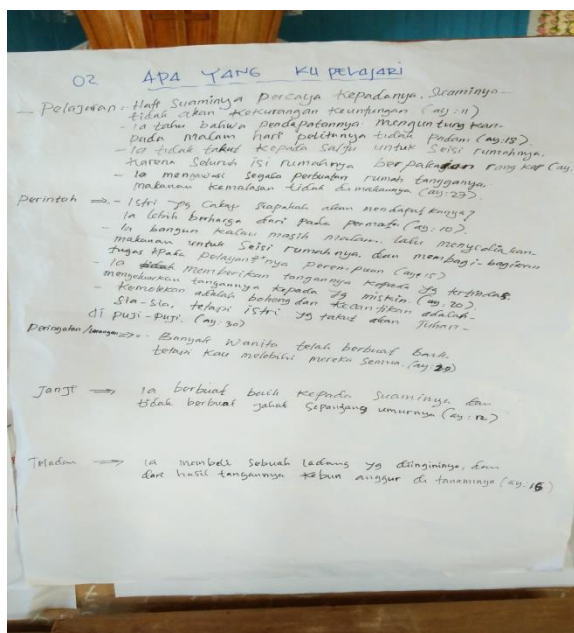 02 APA YANG KU PELAJARI
- Pelajaran = Hati Suaminya percaya kepadanya, Suaminya
tidak akan kekurangan keuntungan (ay:11)
- Ia tahu bahwa pendapatannya menguntungkan
pada malam hari pelitanya tidak padam (ay:18)
- Ia tidak takut kepada salju untuk seisi rumahnya,
karena seluruh isi rumahnya berpakaian rangkap (ay:
- Ia mengawasi segala perbuatan rumah tangganya.
makanan kemalasan tidak di makannya (ay:27).
perintah => - Istri yg cakap siapakah akan mendapatkannya?
Ia lebih berharga dari pada permata (ay:10).
- Ia bangun kalau masih malam, lalu menyediakan
makanan untuk seisi rumahnya, dan membagi-bagikan
tugas kpada pelayan²nya perempuan (ay:15)
- Ia memberikan tangannya kepada yg tertindas
mengeluarkan tangannya kepada yg miskin. (ay:20)
- Kemolekan adalah bohong dan kecantikan adalah
sia-sia, tetapi istri yg takut akan Tuhan
di puji-puji. (ay:30)
peringatan/larangan => - Banyak wanita telah berbuat baik
tetapi kau melebihi mereka semua. (ay:29)
Janji => Ia berbuat baik kepada suaminya dan
tidak berbuat jahat sepanjang umurnya (ay:12)
Teladan => Ia membeli sebuah ladang yg diinginnya, dan
dari hasil tangannya kebun anggur di tanaminya (ay:16)